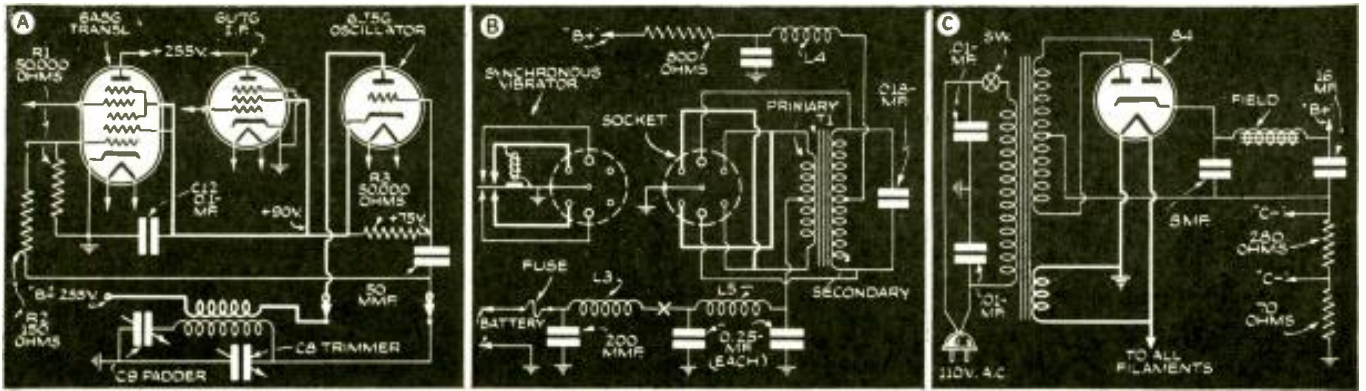 A
6A8G
TRANSL.
6U7G
I.F.
6J5G
OSCILLATOR
R1
50,000
OHMS
+255V.
R3
50,000
OHMS
C12
0.1-
MF.
+90V.
+75V.
50
MMF.
"B+" 255V.
R2
150
OHMS
C8 TRIMMER
C9 PADDER
B
"B+"
800
OHMS
L4
SYNCHRONOUS
VIBRATOR
SOCKET
PRIMARY
T1
.018-
MF.
FUSE
L3
L5
SECONDARY
BATTERY
200
MMF.
0.25-
MF.
(EACH)
C
.01-
MF.
SW.
84
16
MF.
"B+"
FIELD
8 MF.
"C-"
280
OHMS
"C-"
70
OHMS
.01-
MF.
110V. A.C.
TO ALL
FILAMENTS